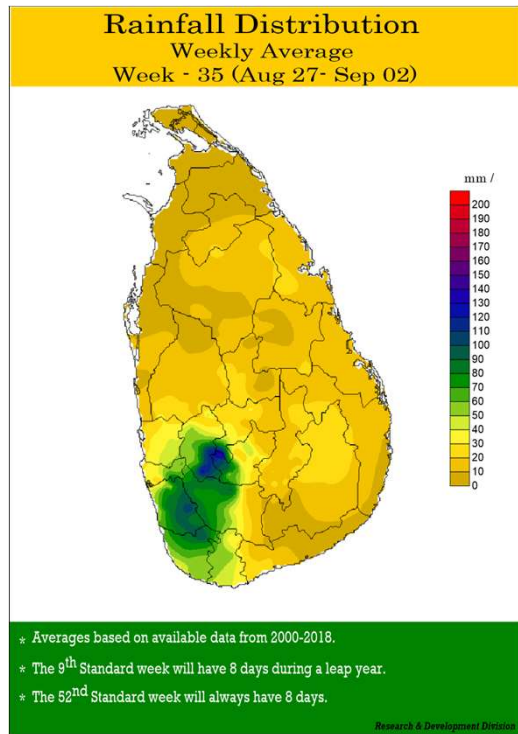 Rainfall Distribution
Weekly Average
Week - 35 (Aug 27- Sep 02)
mm /
200
190
180
170
160
150
140
130
120
110
100
90
80
70
60
50
40
30
20
10
0
* Averages based on available data from 2000-2018.
* The 9th Standard week will have 8 days during a leap year.
* The 52nd Standard week will always have 8 days.
Research & Development Division